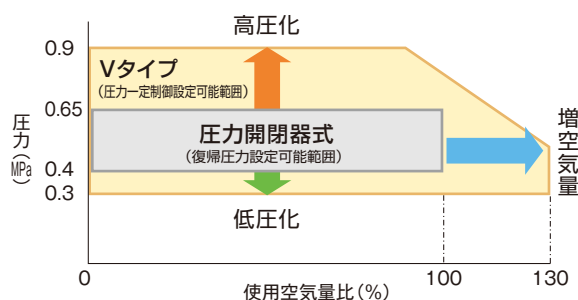 高圧化
0.9
Vタイプ
(圧力一定制御設定可能範囲)
0.65
圧力開閉器式
(復帰圧力設定可能範囲)
圧力(MPa)
増空気量
0.4
0.3
低圧化
0
100
130
使用空気量比(%)